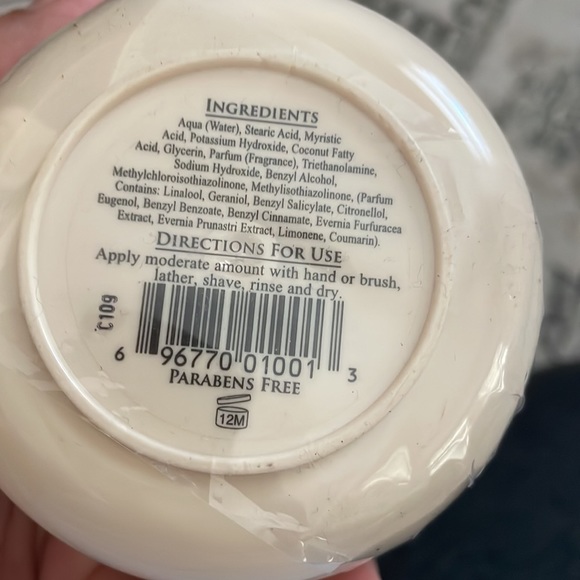 INGREDIENTS
Aqua (Water), Stearic Acid, Myristic
Acid, Potassium Hydroxide, Coconut Fatty
Acid, Glycerin, Parfum (Fragrance), Triethanolamine,
Sodium Hydroxide, Benzyl Alcohol,
Methylchloroisothiazolinone, Methylisothiazolinone, (Parfum
Contains: Linalool, Geraniol, Benzyl Salicylate, Citronellol,
Eugenol, Benzyl Benzoate, Benzyl Cinnamate, Evernia Furfuracea
Extract, Evernia Prunastri Extract, Limonene, Coumarin).
DIRECTIONS FOR USE
Apply moderate amount with hand or brush,
lather, shave, rinse and dry.
C109
6 96770 01001 3
PARABENS FREE
12M